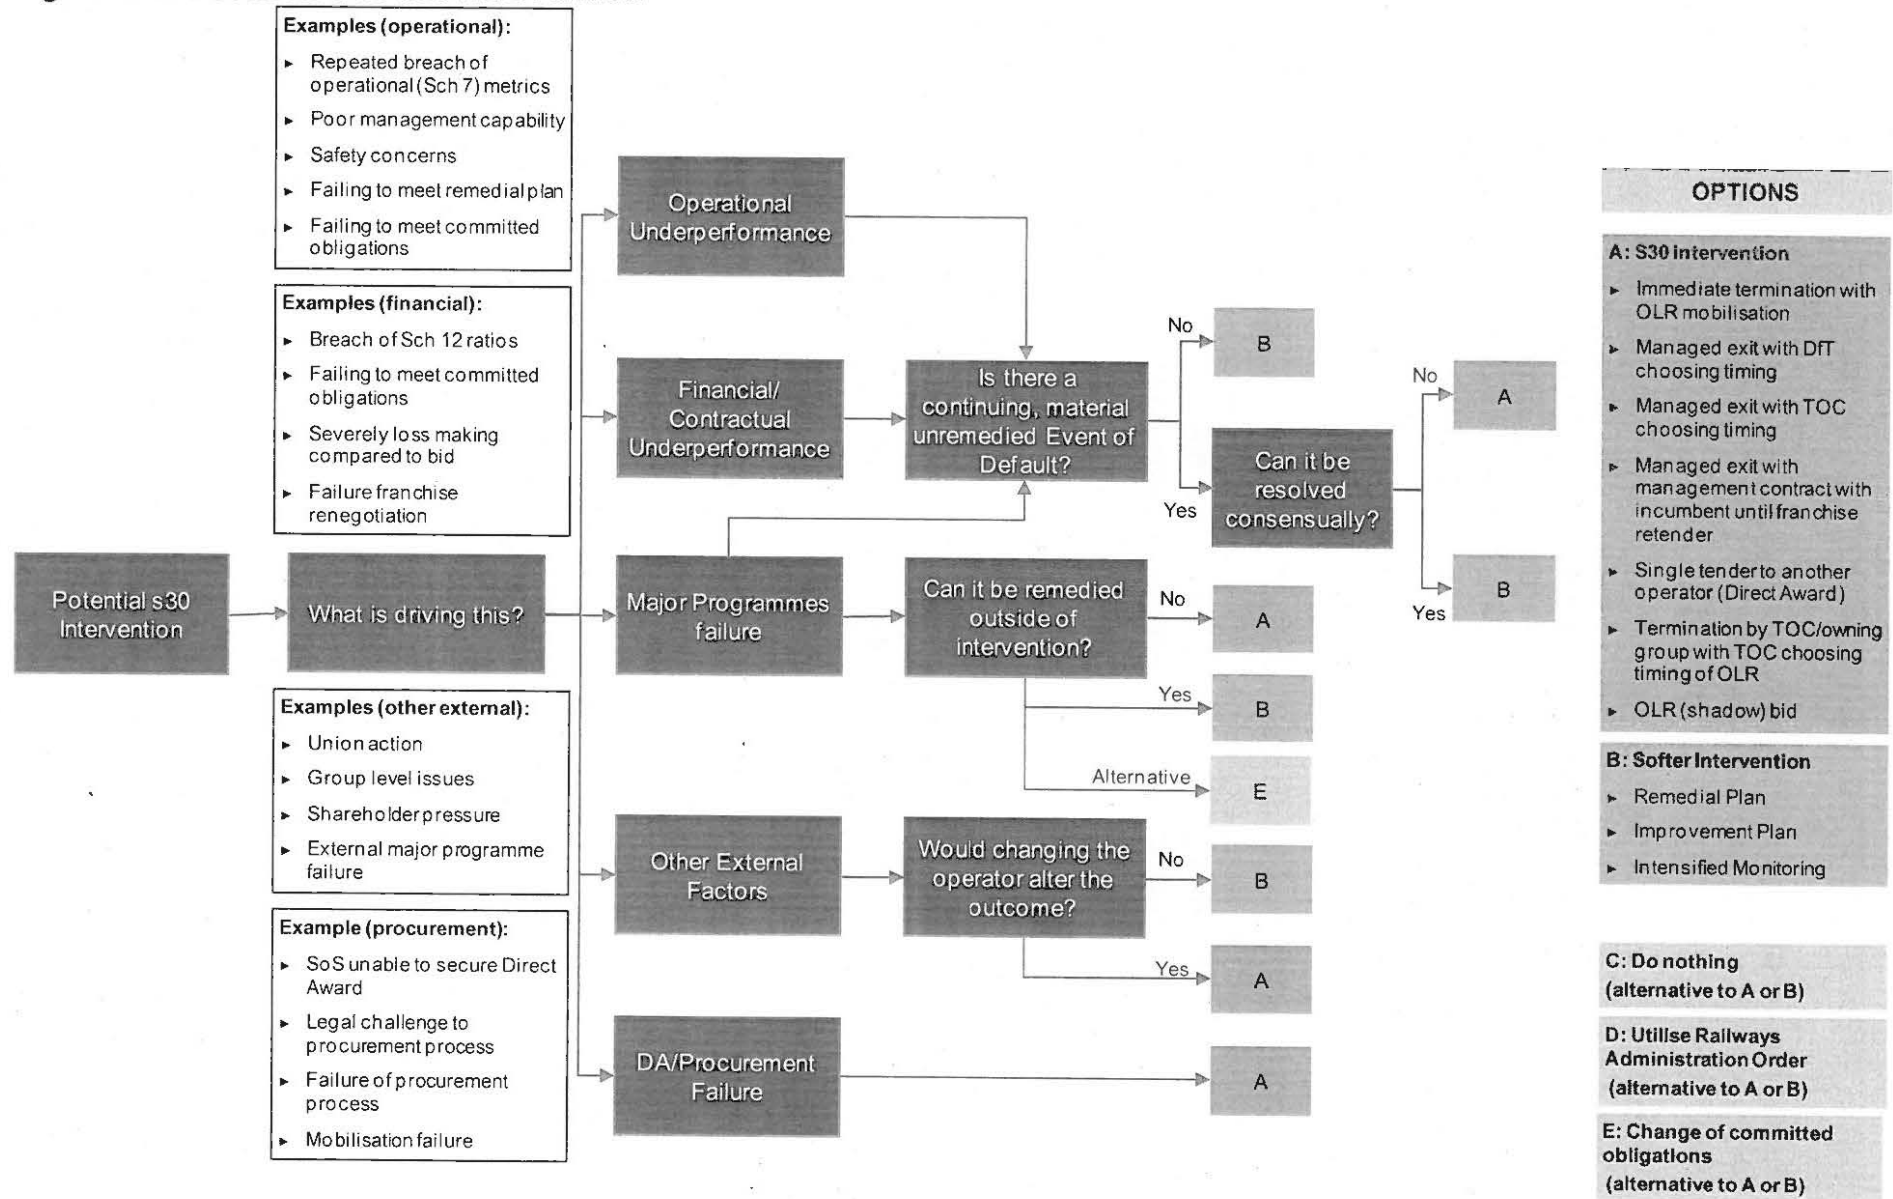 Examples (operational):
► Repeated breach of
operational (Sch 7) metrics
► Poor management capability
► Safety concerns
► Failing to meet remedial plan
► Failing to meet committed
obligations
Examples (financial):
► Breach of Sch 12 ratios
► Failing to meet committed
obligations
► Severely loss making
compared to bid
► Failure franchise
renegotiation
Potential s30
Intervention
What is driving this?
Examples (other external):
► Union action
► Group level issues
► Shareholder pressure
► External major programme
failure
Example (procurement):
► SoS unable to secure Direct
Award
► Legal challenge to
procurement process
► Failure of procurement
process
► Mobilisation failure
Operational
Underperformance
Financial/
Contractual
Underperformance
Major Programmes
failure
Other External
Factors
DA/Procurement
Failure
Is there a
continuing, material
unremedied Event of
Default?
No
B
Yes
Can it be
resolved
consensually?
No
A
Yes
B
Can it be remedied
outside of
intervention?
No
A
Yes
B
Alternative
E
Would changing the
operator alter the
outcome?
No
B
Yes
A
A
OPTIONS
A: S30 intervention
► Immediate termination with
OLR mobilisation
► Managed exit with DfT
choosing timing
► Managed exit with TOC
choosing timing
► Managed exit with
management contract with
incumbent until franchise
retender
► Single tender to another
operator (Direct Award)
► Termination by TOC/owning
group with TOC choosing
timing of OLR
► OLR (shadow) bid
B: Softer Intervention
► Remedial Plan
► Improvement Plan
► Intensified Monitoring
C: Do nothing
(alternative to A or B)
D: Utilise Railways
Administration Order
(alternative to A or B)
E: Change of committed
obligations
(alternative to A or B)